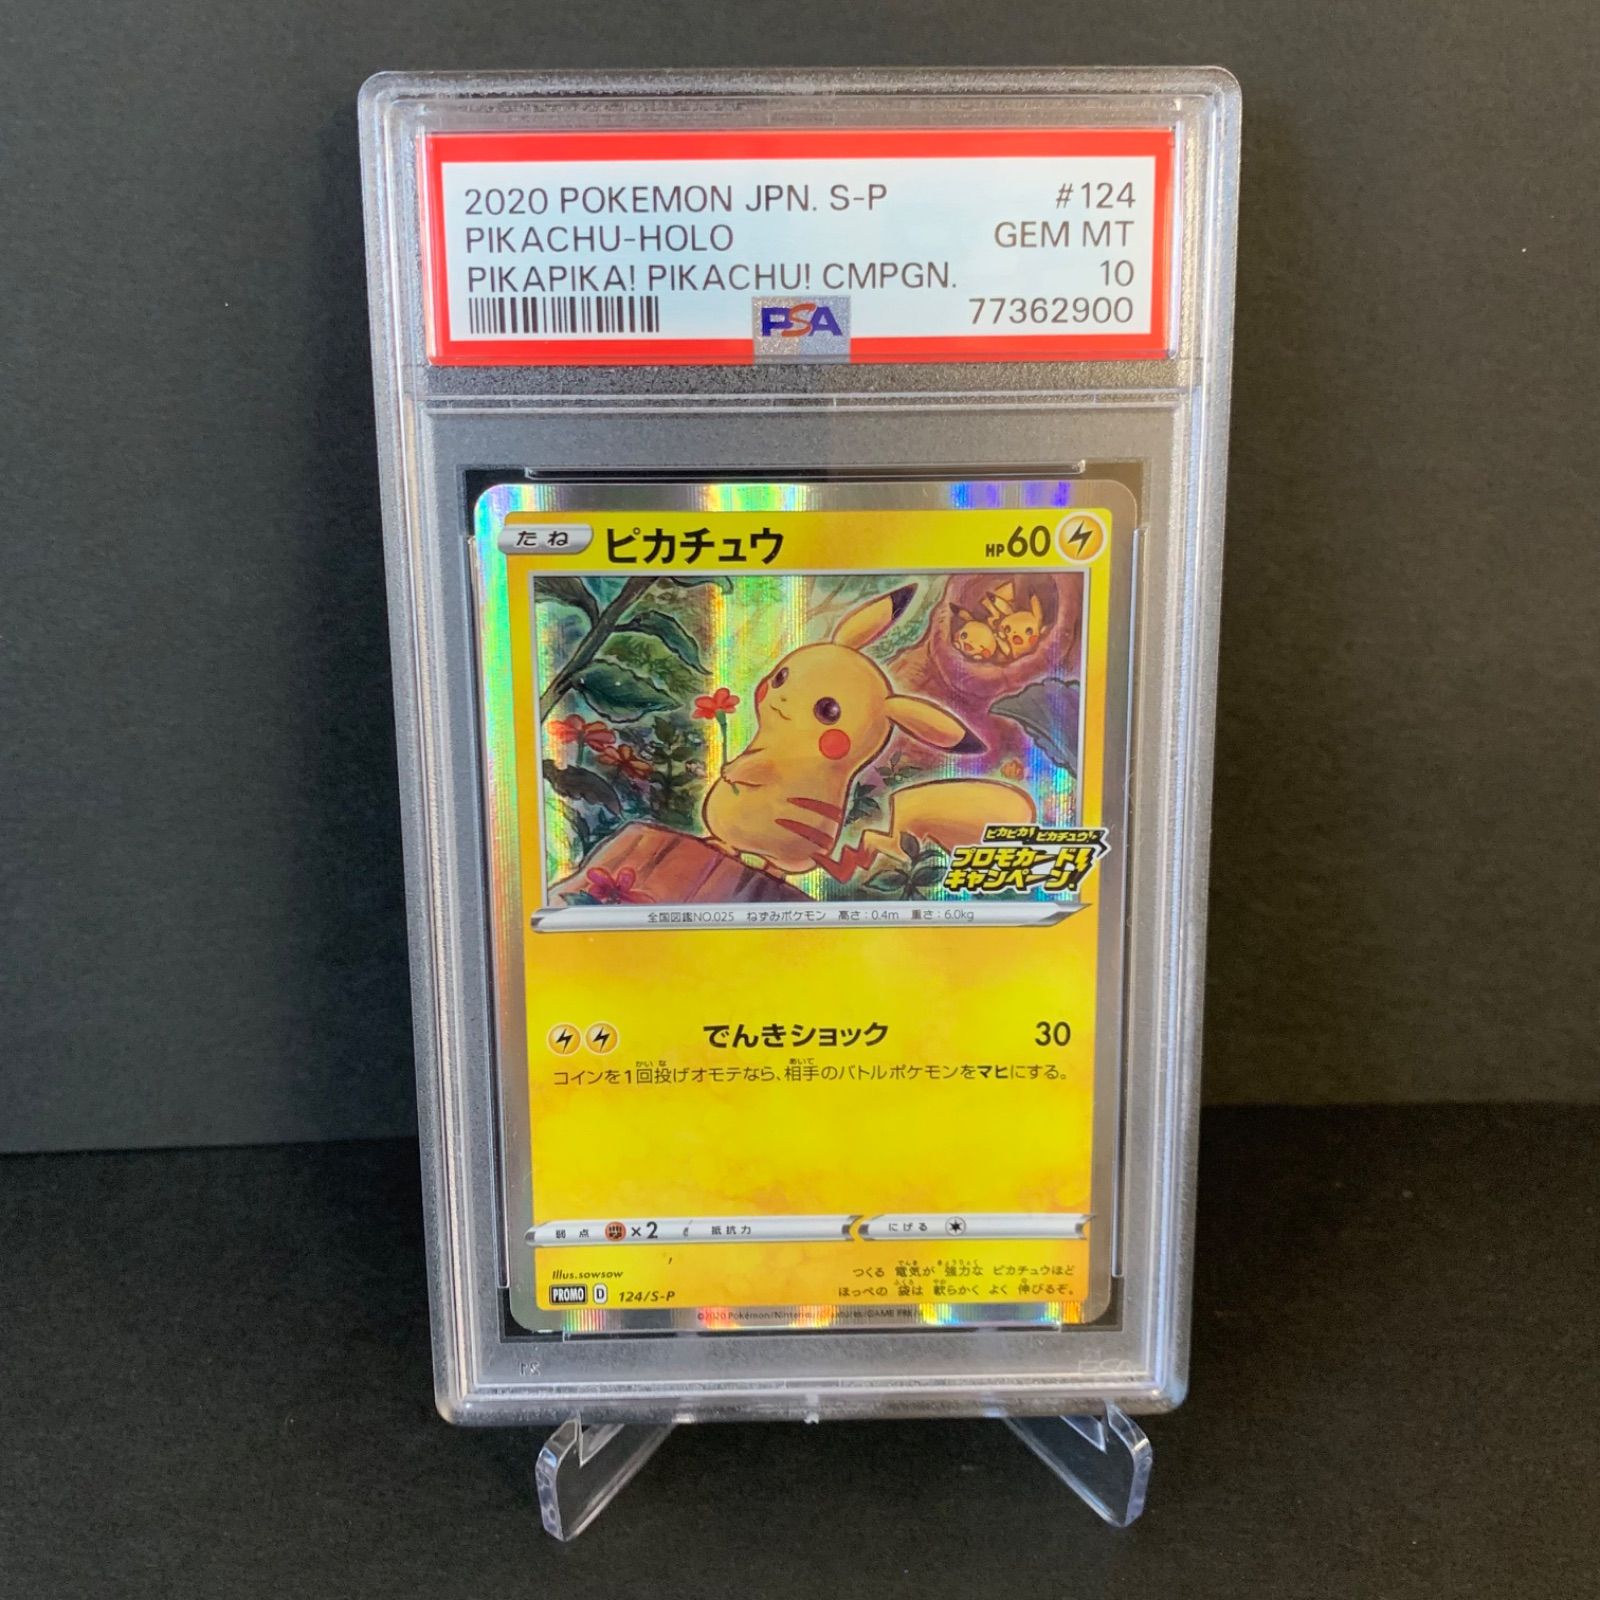 2020 POKEMON JPN. S-P #124
PIKACHU-HOLO GEM MT
PIKAPIKA! PIKACHU! CMPGN. 10
PSA 77362900
たね ピカチュウ HP60
ピカピカ! ピカチュウ!
プロモカード
キャンペーン!
全国図鑑NO.025 ねずみポケモン 高さ:0.4m 重さ:6.0kg
でんきショック 30
コインを1回投げオモテなら、相手のバトルポケモンをマヒにする。
弱点 ×2 抵抗力 にげる
Illus.sowsow
つくる 電気が 強力な ピカチュウほど
ほっぺの 袋は 軟らかく よく 伸びるぞ。
PROMO D 124/S-P
©2020 Pokémon/Nintendo/Creatures/GAME FREAK